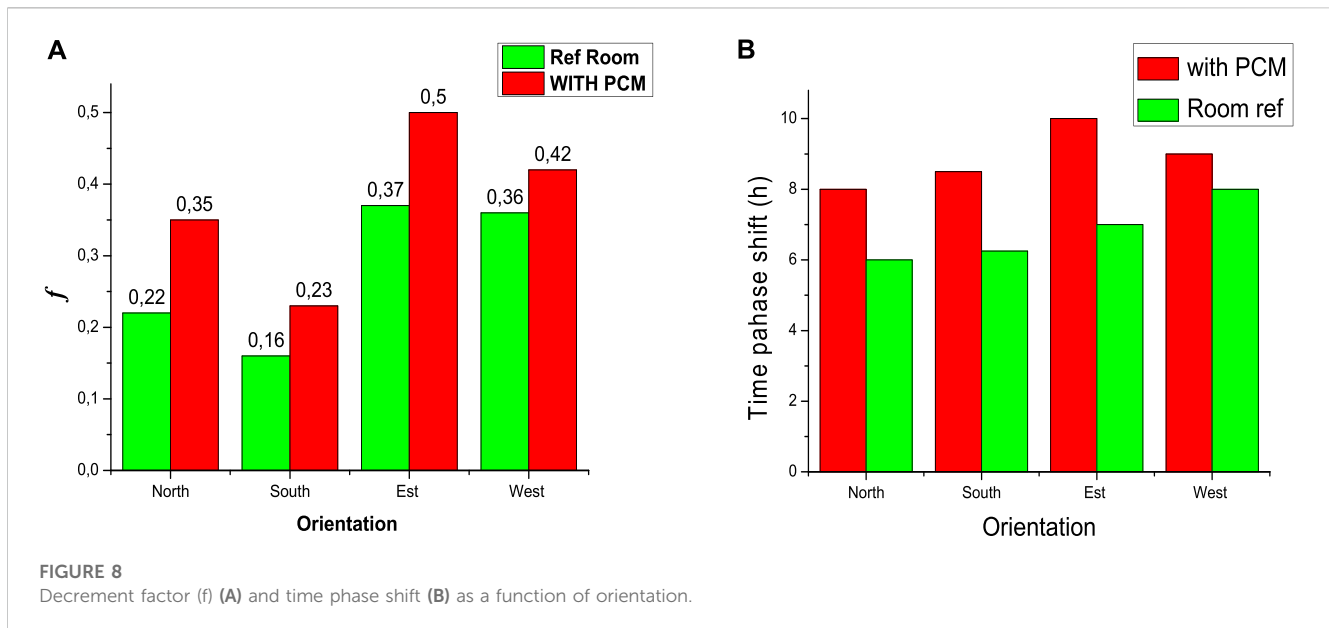 A
Ref Room
WITH PCM
f
0,5
0,4
0,3
0,2
0,1
0,0
0,22
0,35
0,16
0,23
0,37
0,5
0,36
0,42
North South Est West
Orientation
B
with PCM
Room ref
Time pahase shift (h)
10
8
6
4
2
0
North South Est West
Orientation
FIGURE 8
Decrement factor (f) (A) and time phase shift (B) as a function of orientation.